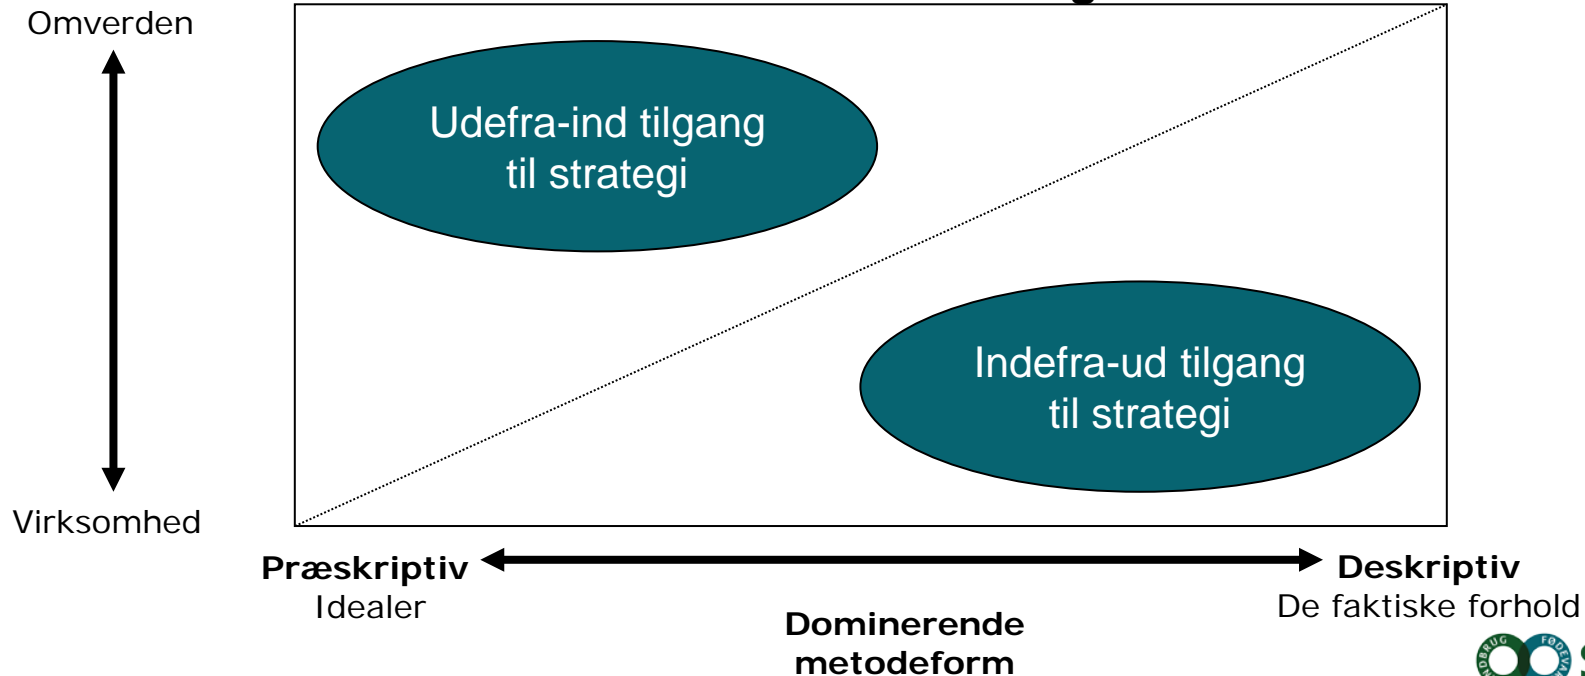 Omverden
Udefra-ind tilgang
til strategi
Indefra-ud tilgang
til strategi
Virksomhed
Præskriptiv
Idealer
Deskriptiv
De faktiske forhold
Dominerende
metodeform